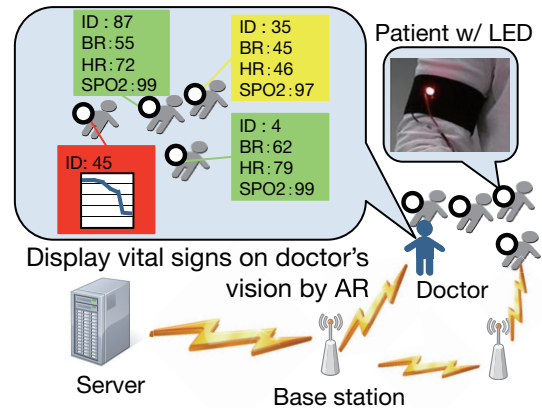 ID: 87
BR: 55
HR: 72
SPO2: 99
ID: 35
BR: 45
HR: 46
SPO2: 97
Patient w/ LED
ID: 45
ID: 4
BR: 62
HR: 79
SPO2: 99
Display vital signs on doctor's
vision by AR
Doctor
Server
Base station